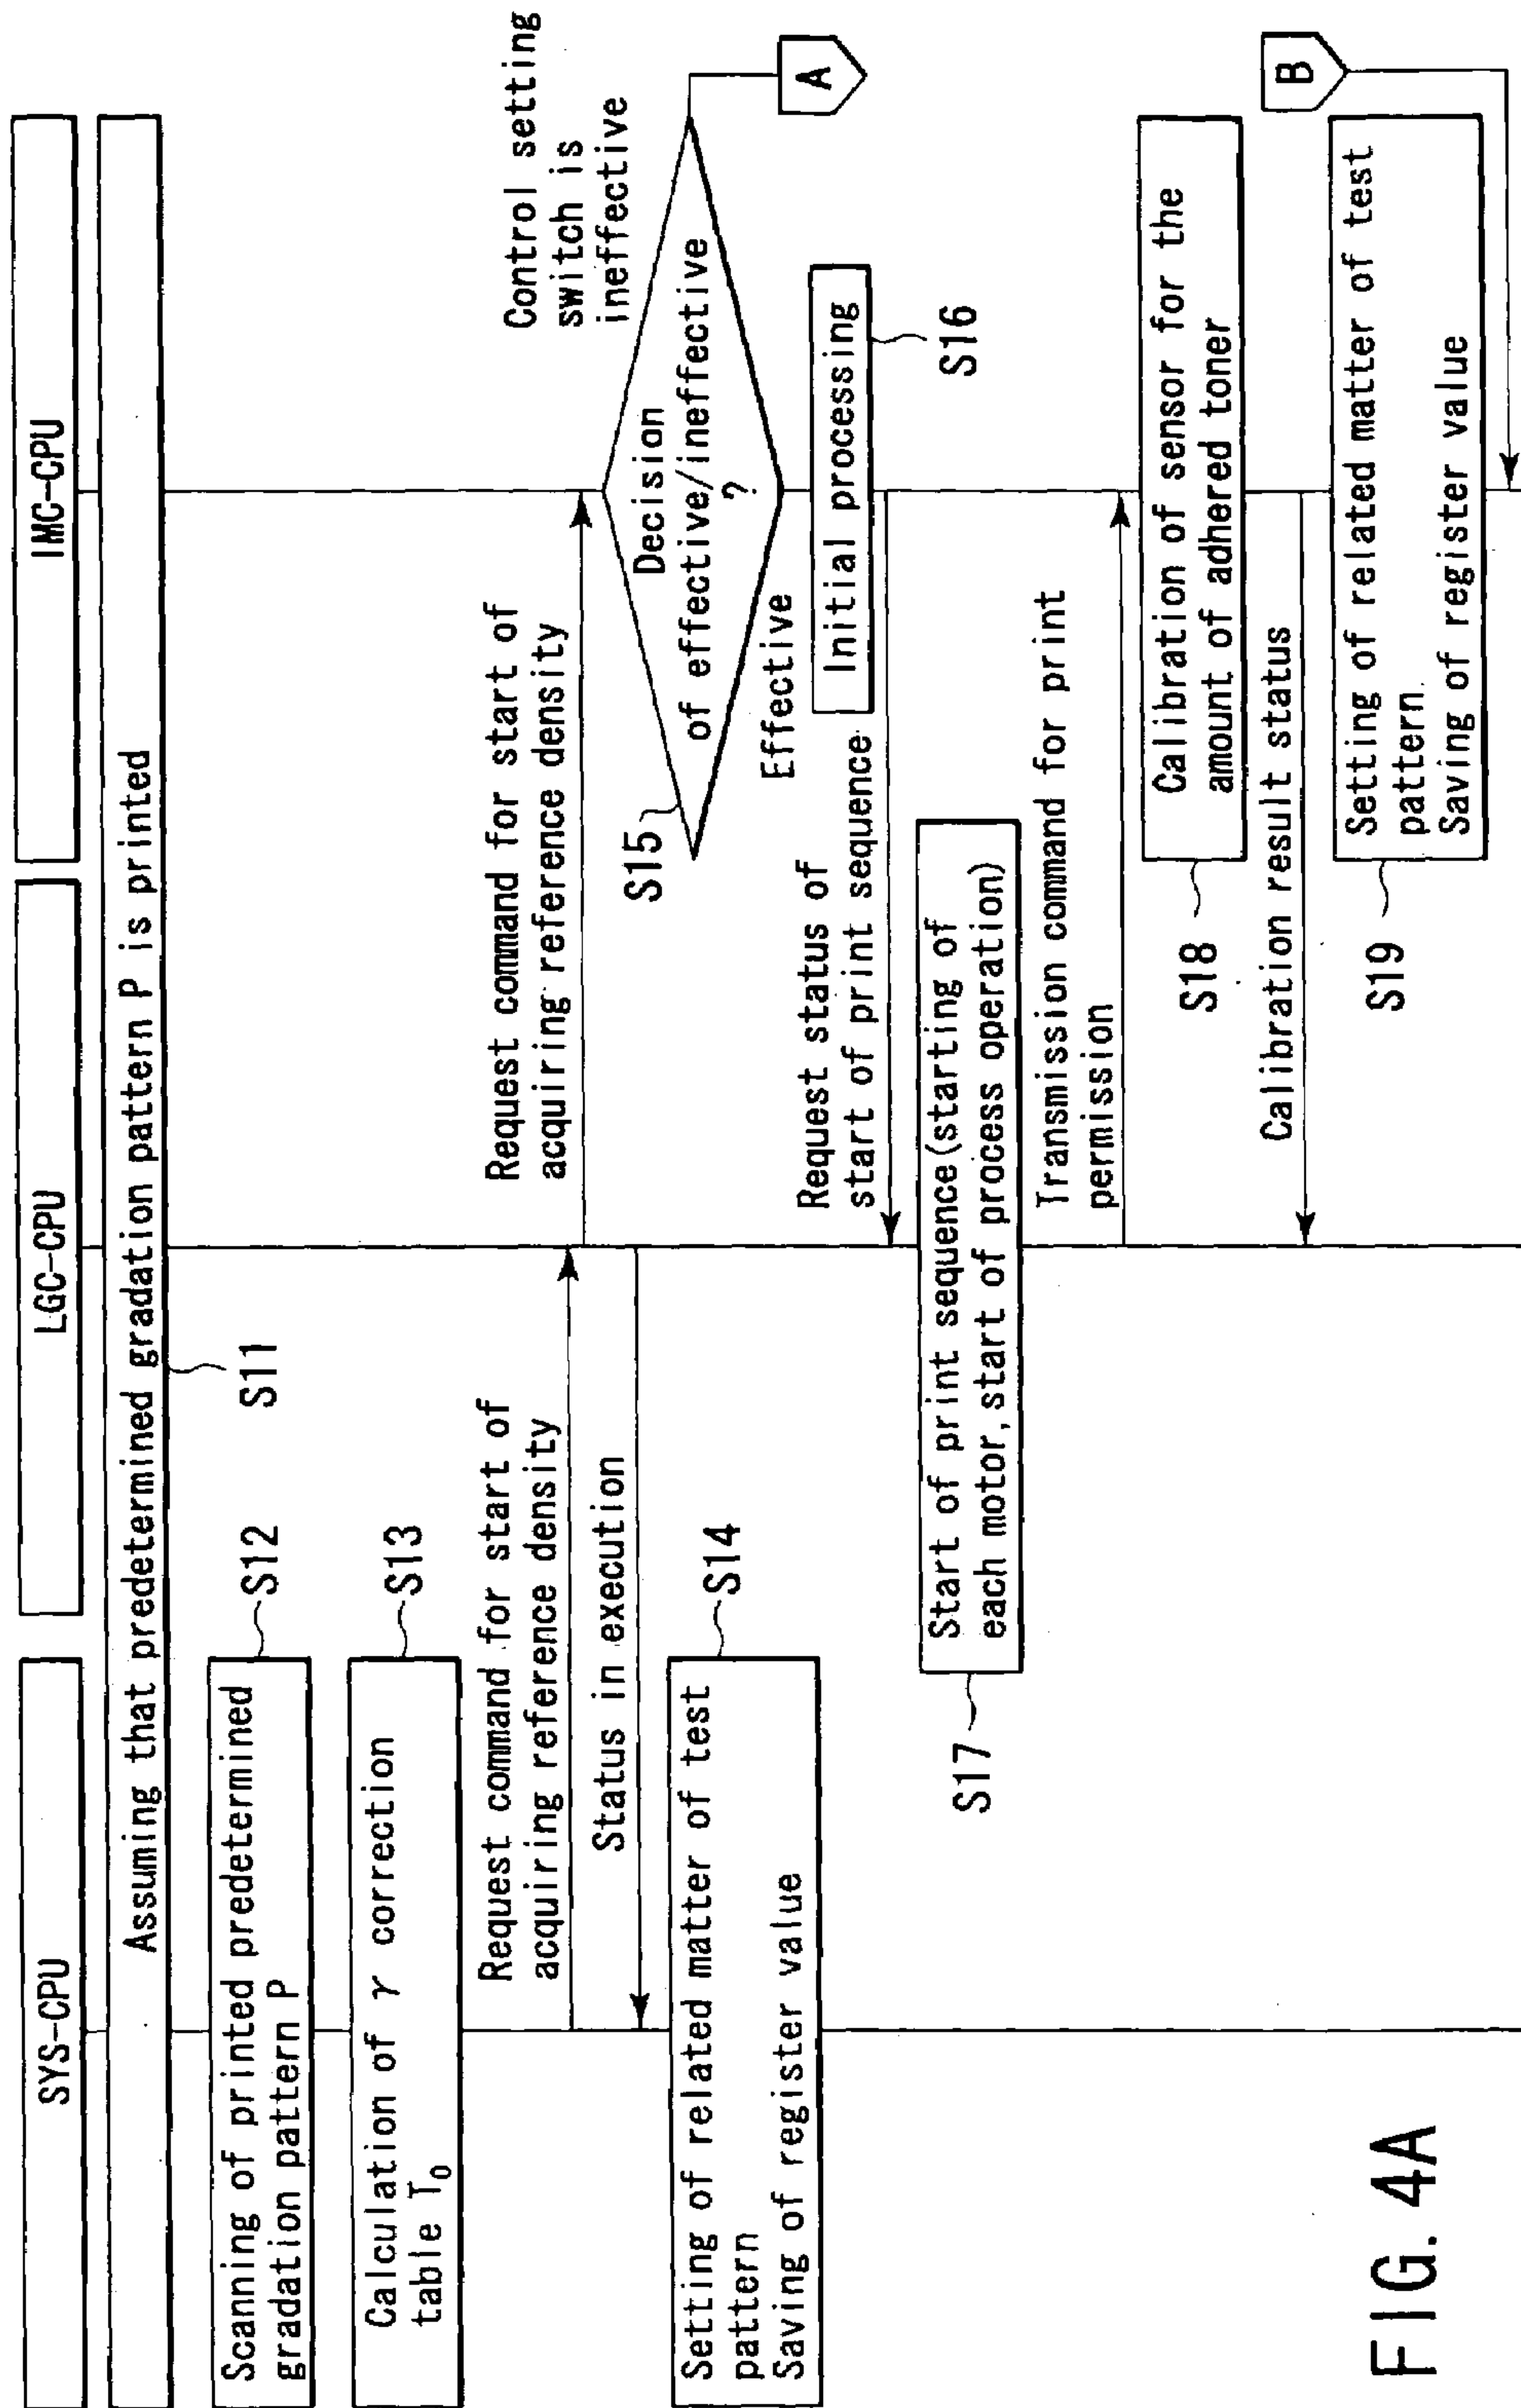 SYS-CPU
LGC-CPU
IMC-CPU
Assuming that predetermined gradation pattern P is printed
S11
Scanning of printed predetermined
gradation pattern P
S12
Calculation of γ correction
table T₀
S13
Request command for start of
acquiring reference density
Request command for start of
acquiring reference density
Control setting
switch is
ineffective
Status in execution
S15
Decision
of effective/ineffective
?
A
Effective
Setting of related matter of test
pattern
Saving of register value
S14
Initial processing
S16
Request status of
start of print sequence
Start of print sequence(starting of
each motor,start of process operation)
S17
Transmission command for print
permission
Calibration of sensor for the
amount of adhered toner
S18
Calibration result status
B
Setting of related matter of test
pattern.
Saving of register value
S19
FIG. 4A